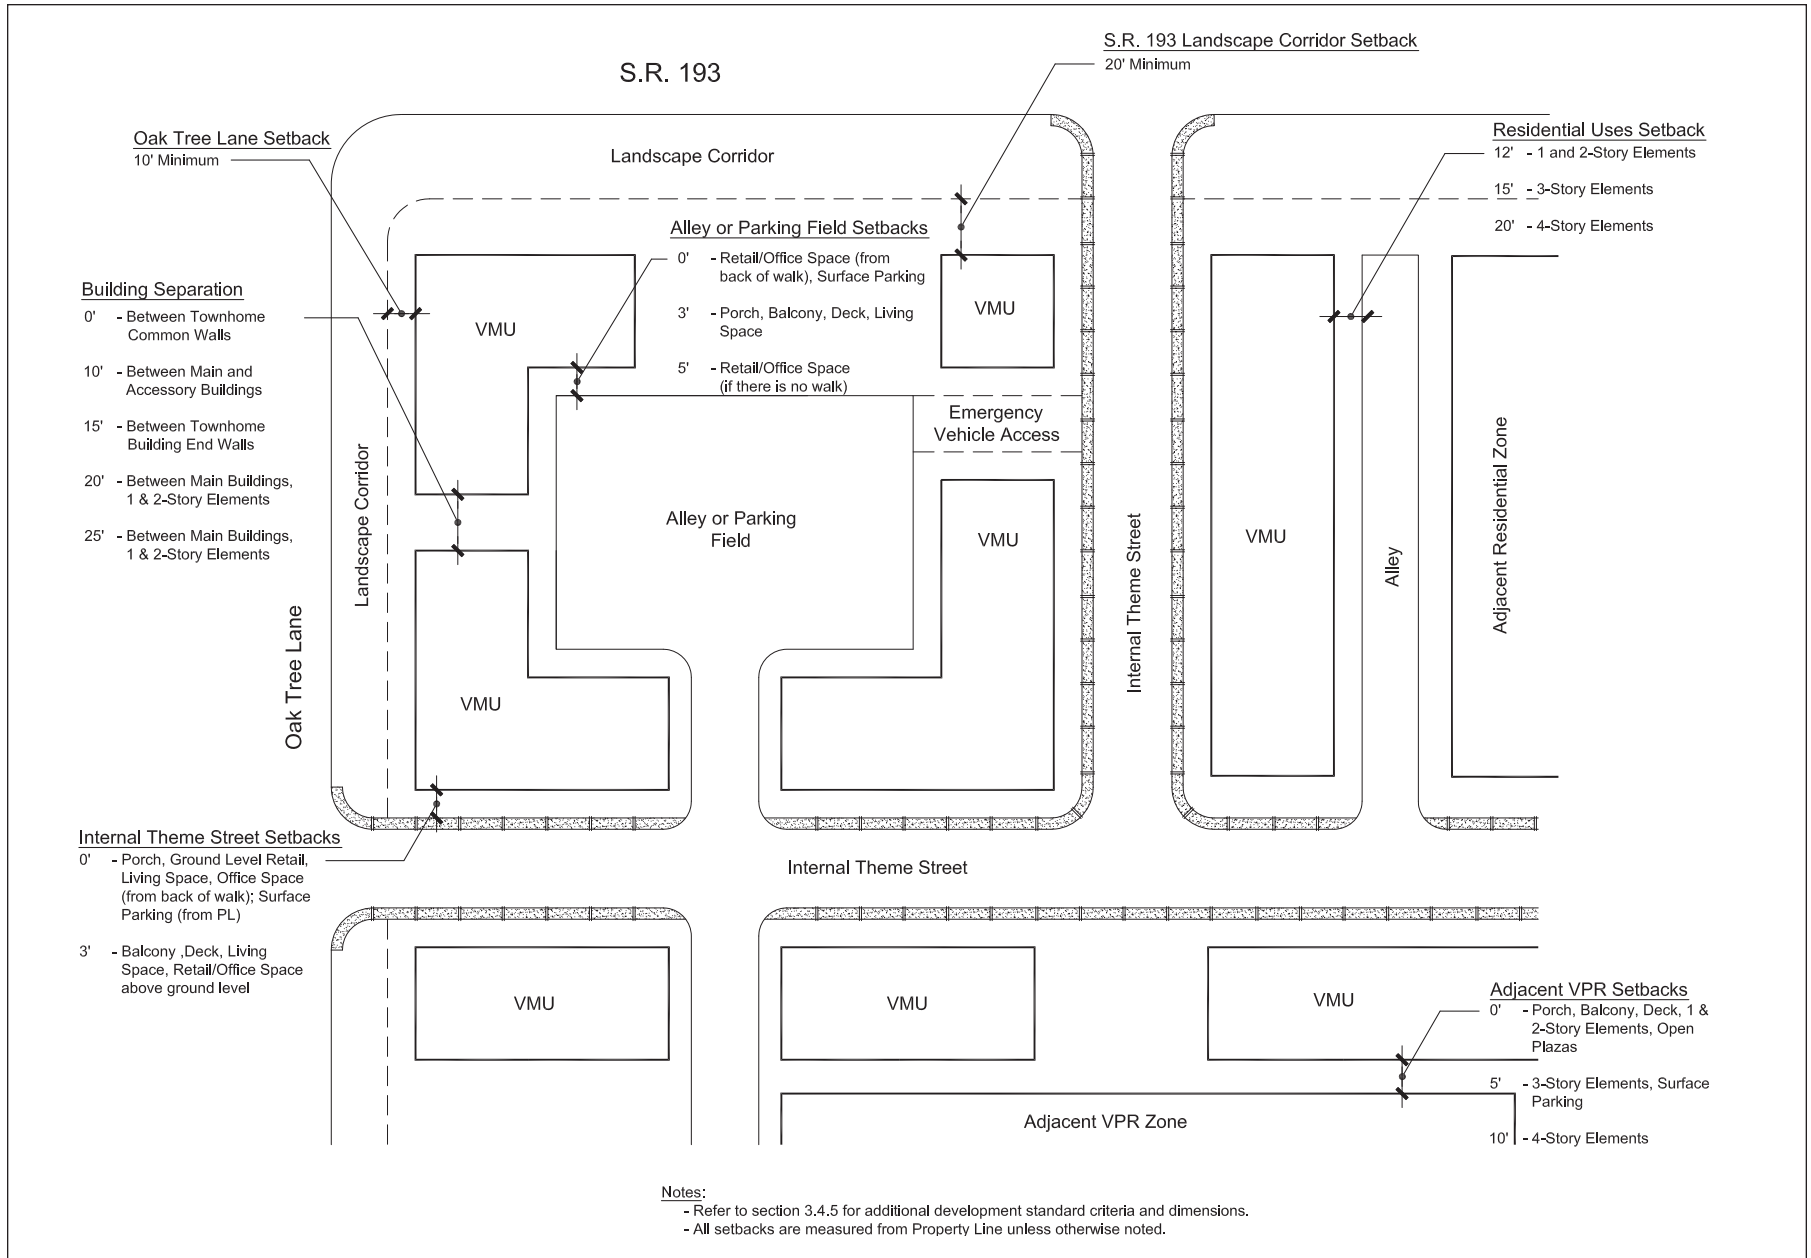 S.R. 193
S.R. 193 Landscape Corridor Setback
20' Minimum
Oak Tree Lane Setback
10' Minimum
Landscape Corridor
Residential Uses Setback
12' - 1 and 2-Story Elements
15' - 3-Story Elements
20' - 4-Story Elements
Alley or Parking Field Setbacks
0' - Retail/Office Space (from
back of walk), Surface Parking
3' - Porch, Balcony, Deck, Living
Space
5' - Retail/Office Space
(if there is no walk)
Building Separation
0' - Between Townhome
Common Walls
10' - Between Main and
Accessory Buildings
15' - Between Townhome
Building End Walls
20' - Between Main Buildings,
1 & 2-Story Elements
25' - Between Main Buildings,
1 & 2-Story Elements
VMU
VMU
Emergency
Vehicle Access
Landscape Corridor
Alley or Parking
Field
VMU
VMU
Alley
Adjacent Residential Zone
Internal Theme Street
Oak Tree Lane
VMU
Internal Theme Street Setbacks
0' - Porch, Ground Level Retail,
Living Space, Office Space
(from back of walk); Surface
Parking (from PL)
3' - Balcony ,Deck, Living
Space, Retail/Office Space
above ground level
Internal Theme Street
VMU
VMU
VMU
Adjacent VPR Setbacks
0' - Porch, Balcony, Deck, 1 &
2-Story Elements, Open
Plazas
5' - 3-Story Elements, Surface
Parking
10' - 4-Story Elements
Adjacent VPR Zone
Notes:
- Refer to section 3.4.5 for additional development standard criteria and dimensions.
- All setbacks are measured from Property Line unless otherwise noted.